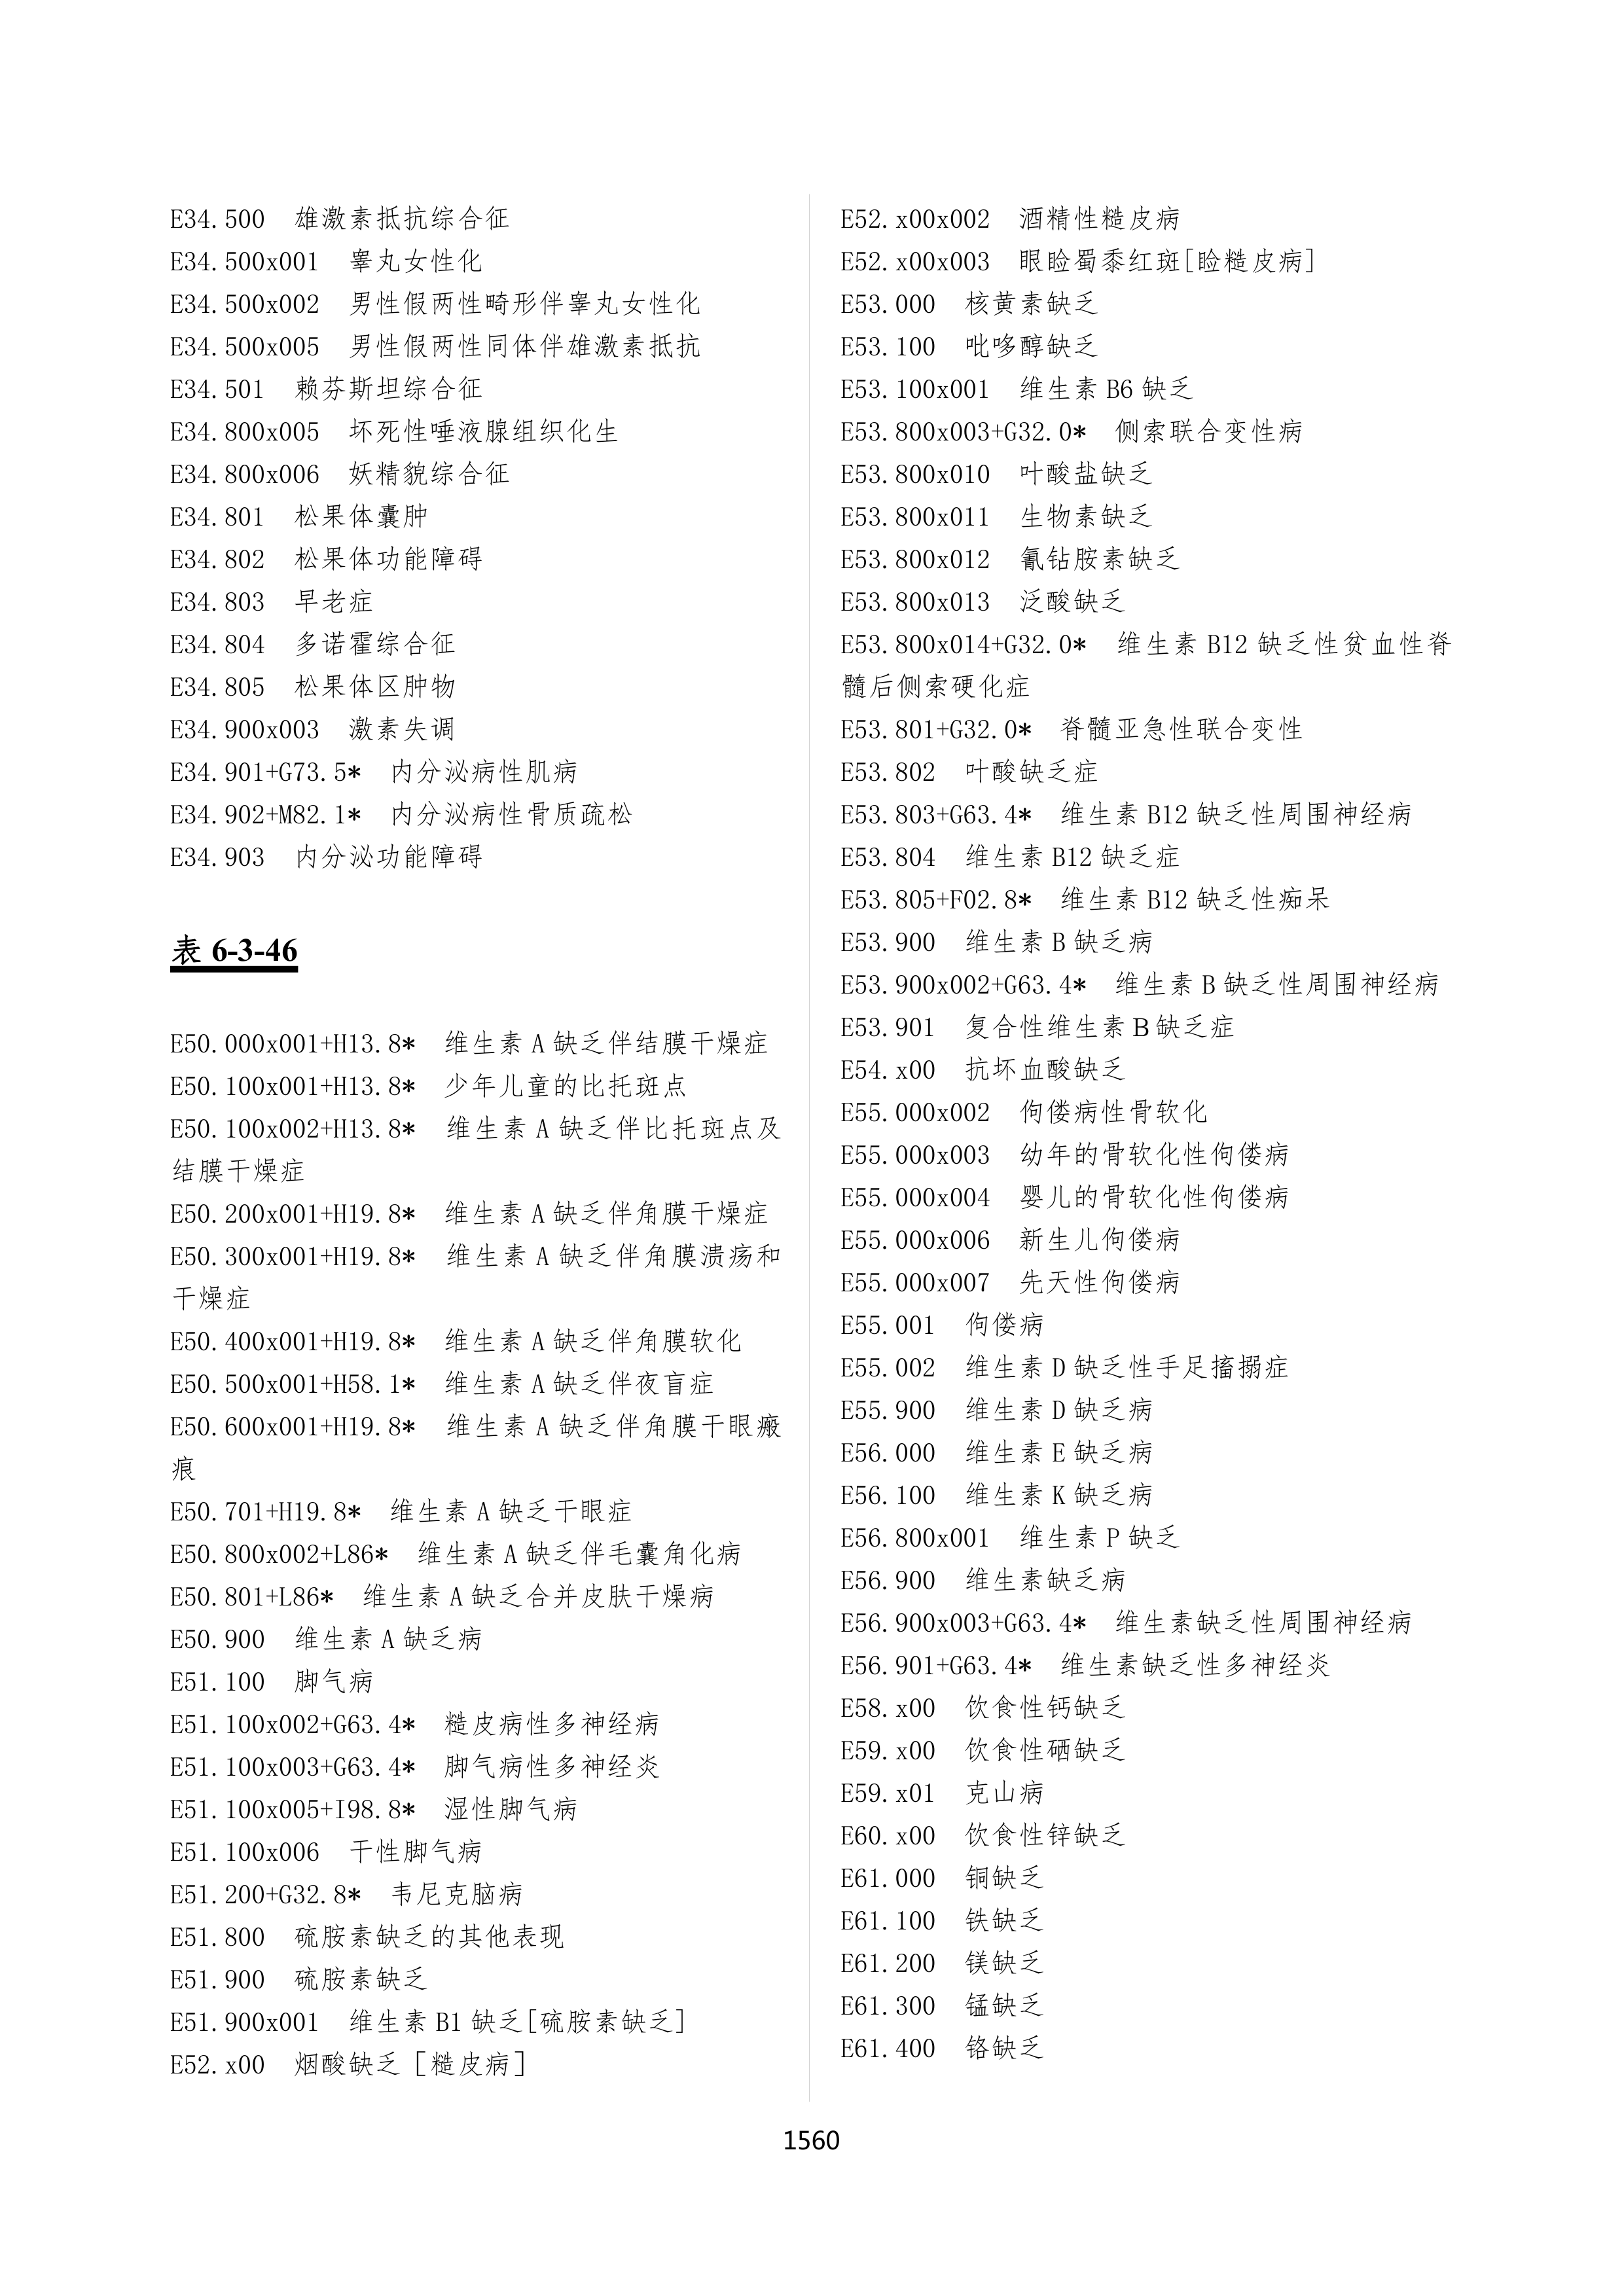 E34.500 雄激素抵抗综合征
E34.500x001 睾丸女性化
E34.500x002 男性假两性畸形伴睾丸女性化
E34.500x005 男性假两性同体伴雄激素抵抗
E34.501 赖芬斯坦综合征
E34.800x005 坏死性唾液腺组织化生
E34.800x006 妖精貌综合征
E34.801 松果体囊肿
E34.802 松果体功能障碍
E34.803 早老症
E34.804 多诺霍综合征
E34.805 松果体区肿物
E34.900x003 激素失调
E34.901+G73.5* 内分泌病性肌病
E34.902+M82.1* 内分泌病性骨质疏松
E34.903 内分泌功能障碍
表 6-3-46
E50.000x001+H13.8* 维生素 A 缺乏伴结膜干燥症
E50.100x001+H13.8* 少年儿童的比托斑点
E50.100x002+H13.8* 维生素 A 缺乏伴比托斑点及
结膜干燥症
E50.200x001+H19.8* 维生素 A 缺乏伴角膜干燥症
E50.300x001+H19.8* 维生素 A 缺乏伴角膜溃疡和
干燥症
E50.400x001+H19.8* 维生素 A 缺乏伴角膜软化
E50.500x001+H58.1* 维生素 A 缺乏伴夜盲症
E50.600x001+H19.8* 维生素 A 缺乏伴角膜干眼瘢
痕
E50.701+H19.8* 维生素 A 缺乏干眼症
E50.800x002+L86* 维生素 A 缺乏伴毛囊角化病
E50.801+L86* 维生素 A 缺乏合并皮肤干燥病
E50.900 维生素 A 缺乏病
E51.100 脚气病
E51.100x002+G63.4* 糙皮病性多神经病
E51.100x003+G63.4* 脚气病性多神经炎
E51.100x005+I98.8* 湿性脚气病
E51.100x006 干性脚气病
E51.200+G32.8* 韦尼克脑病
E51.800 硫胺素缺乏的其他表现
E51.900 硫胺素缺乏
E51.900x001 维生素 B1 缺乏[硫胺素缺乏]
E52.x00 烟酸缺乏［糙皮病］
E52.x00x002 酒精性糙皮病
E52.x00x003 眼睑蜀黍红斑[睑糙皮病]
E53.000 核黄素缺乏
E53.100 吡哆醇缺乏
E53.100x001 维生素 B6 缺乏
E53.800x003+G32.0* 侧索联合变性病
E53.800x010 叶酸盐缺乏
E53.800x011 生物素缺乏
E53.800x012 氰钴胺素缺乏
E53.800x013 泛酸缺乏
E53.800x014+G32.0* 维生素 B12 缺乏性贫血性脊
髓后侧索硬化症
E53.801+G32.0* 脊髓亚急性联合变性
E53.802 叶酸缺乏症
E53.803+G63.4* 维生素 B12 缺乏性周围神经病
E53.804 维生素 B12 缺乏症
E53.805+F02.8* 维生素 B12 缺乏性痴呆
E53.900 维生素 B 缺乏病
E53.900x002+G63.4* 维生素 B 缺乏性周围神经病
E53.901 复合性维生素 B 缺乏症
E54.x00 抗坏血酸缺乏
E55.000x002 佝偻病性骨软化
E55.000x003 幼年的骨软化性佝偻病
E55.000x004 婴儿的骨软化性佝偻病
E55.000x006 新生儿佝偻病
E55.000x007 先天性佝偻病
E55.001 佝偻病
E55.002 维生素 D 缺乏性手足搐搦症
E55.900 维生素 D 缺乏病
E56.000 维生素 E 缺乏病
E56.100 维生素 K 缺乏病
E56.800x001 维生素 P 缺乏
E56.900 维生素缺乏病
E56.900x003+G63.4* 维生素缺乏性周围神经病
E56.901+G63.4* 维生素缺乏性多神经炎
E58.x00 饮食性钙缺乏
E59.x00 饮食性硒缺乏
E59.x01 克山病
E60.x00 饮食性锌缺乏
E61.000 铜缺乏
E61.100 铁缺乏
E61.200 镁缺乏
E61.300 锰缺乏
E61.400 铬缺乏
1560